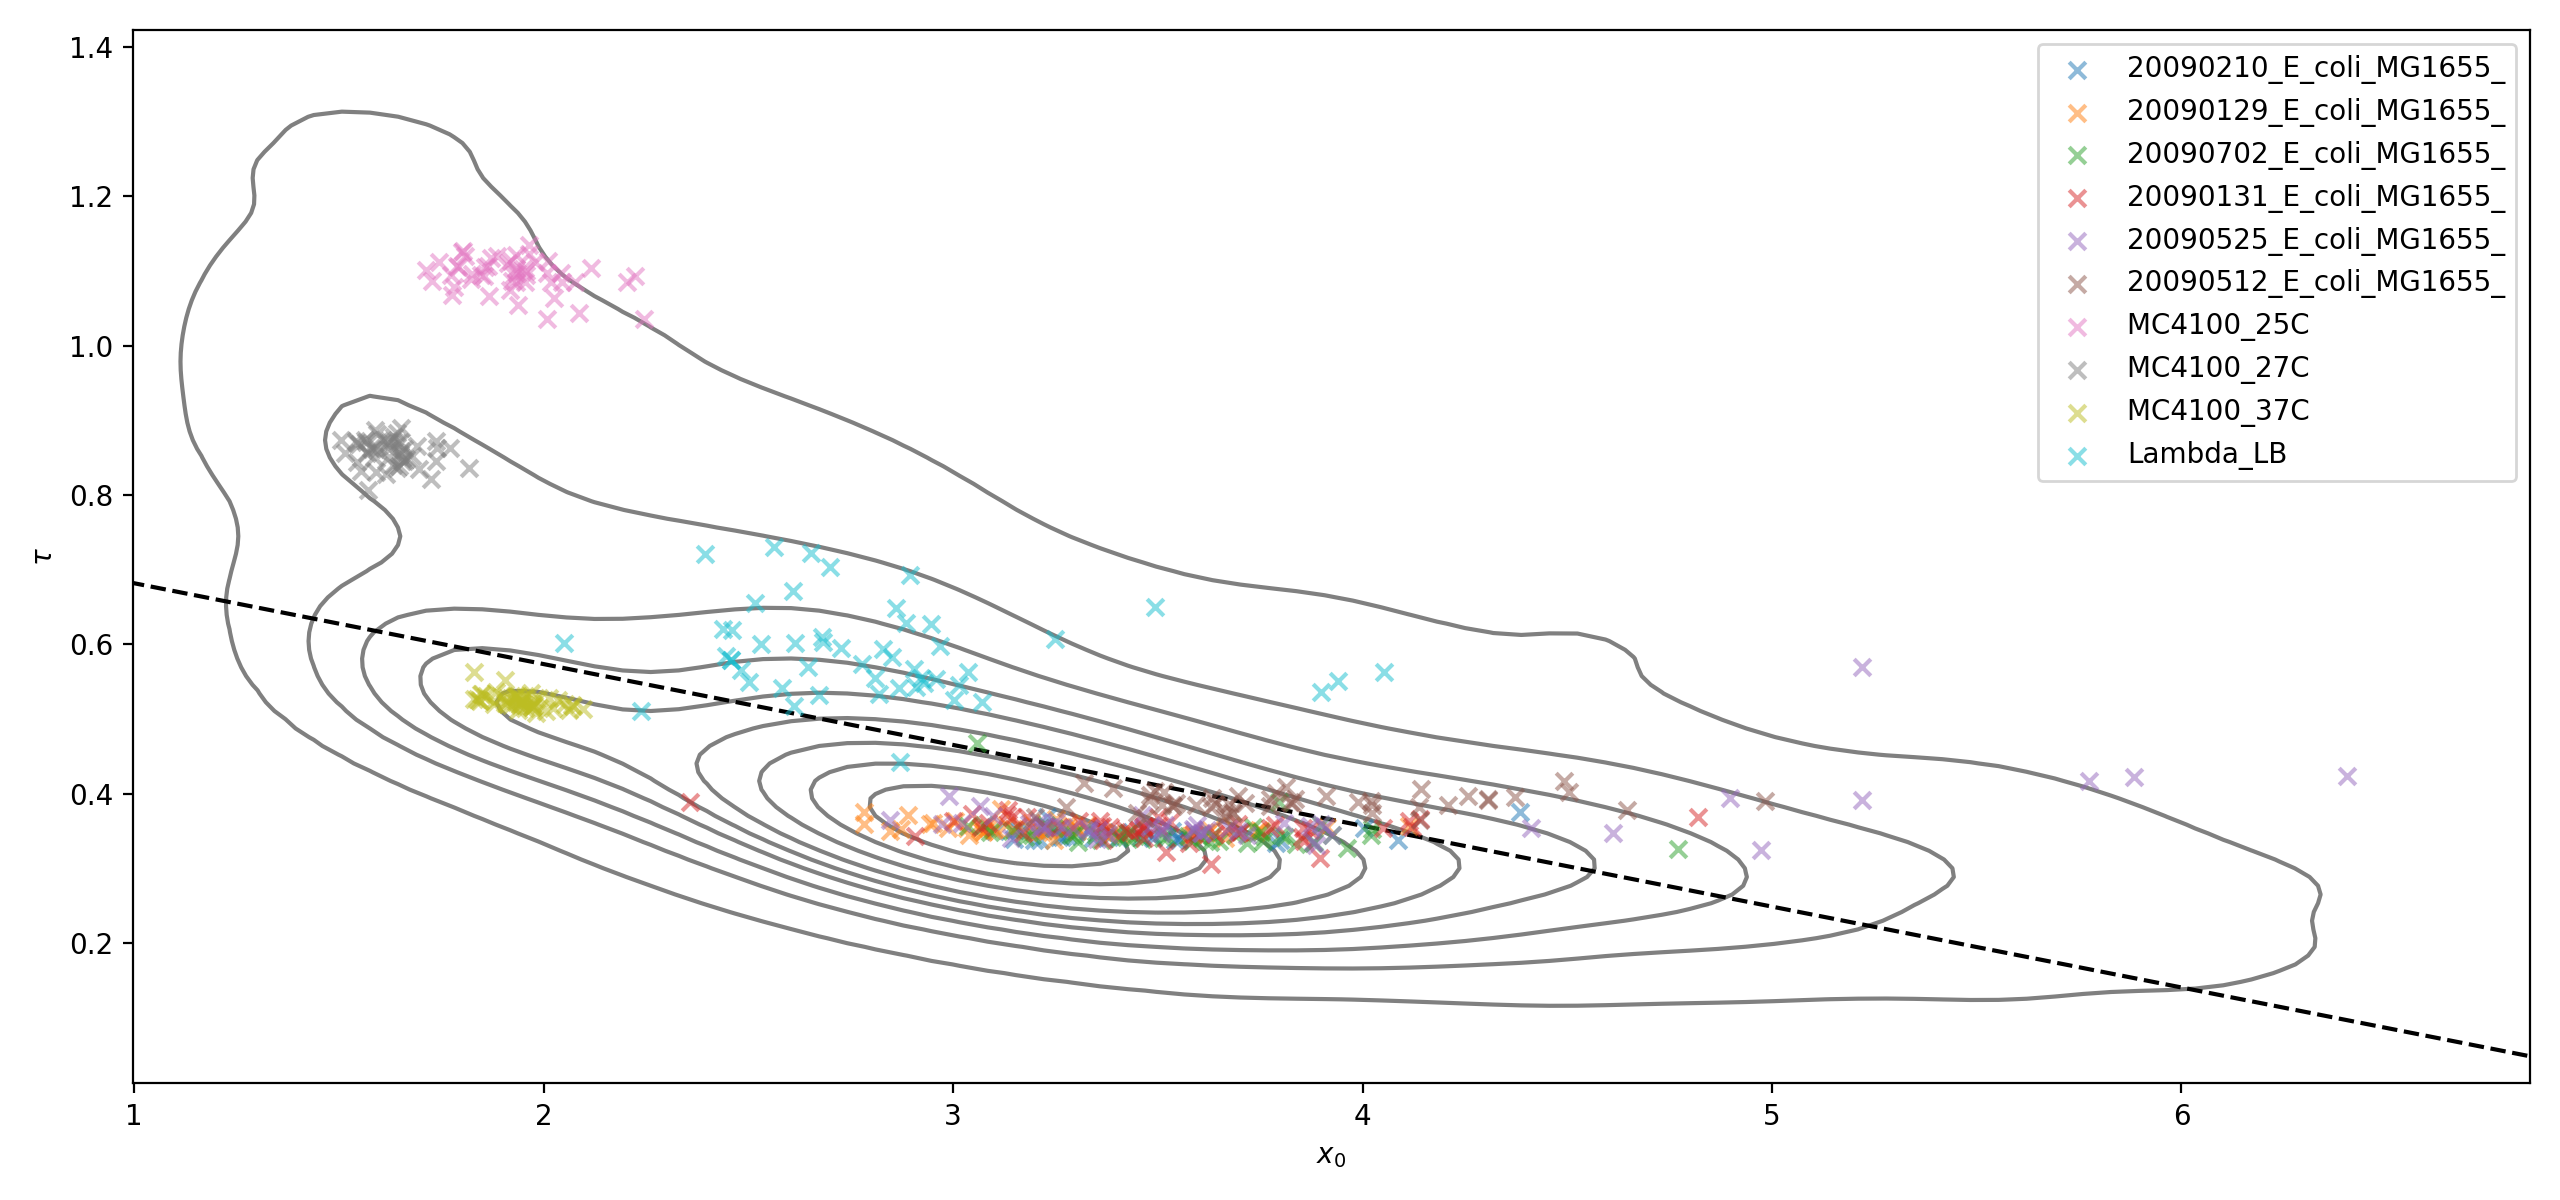 1.4
1.2
1.0
0.8
0.6
0.4
0.2
τ
1 2 3 4 5 6
x₀
20090210_E_coli_MG1655_
20090129_E_coli_MG1655_
20090702_E_coli_MG1655_
20090131_E_coli_MG1655_
20090525_E_coli_MG1655_
20090512_E_coli_MG1655_
MC4100_25C
MC4100_27C
MC4100_37C
Lambda_LB